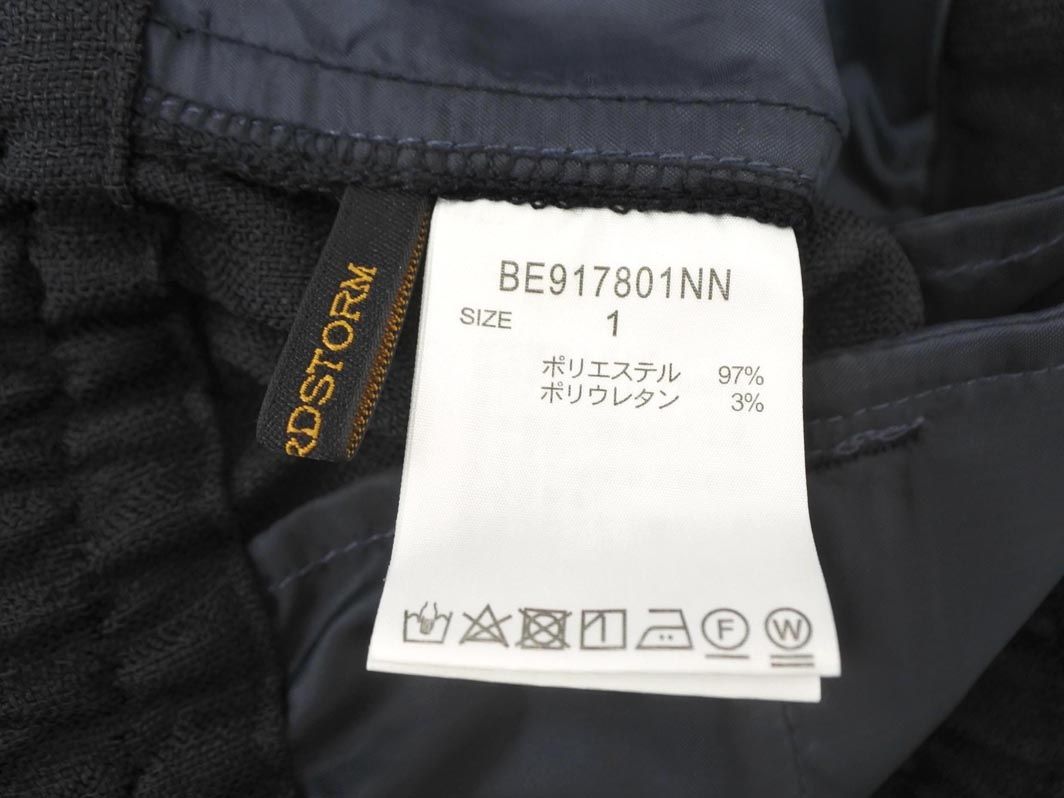 RDSTORM
BE917801NN
SIZE 1
ポリエステル 97%
ポリウレタン 3%
F W